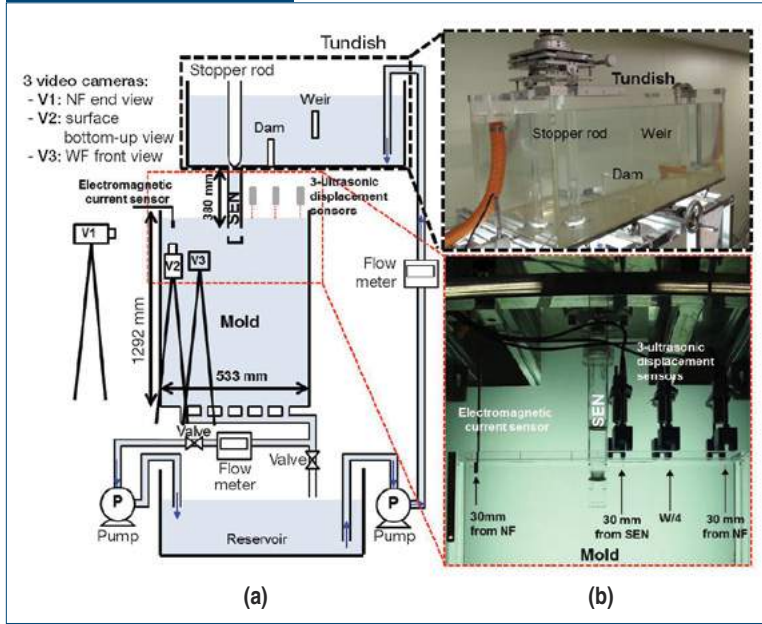 Tundish
Stopper rod
3 video cameras:
- V1: NF end view
- V2: surface
bottom-up view
- V3: WF front view
Weir
Dam
Electromagnetic
current sensor
380 mm
SEN
3-ultrasonic
displacement
sensors
V1
V2
V3
Flow
meter
Mold
1292 mm
533 mm
Valve
Flow
meter
Valve
P
Pump
P
Pump
Reservoir
(a)
Tundish
Stopper rod
Weir
Dam
3-ultrasonic
displacement
sensors
SEN
Electromagnetic
current sensor
30mm
from NF
30 mm
from SEN
W/4
30 mm
from NF
Mold
(b)